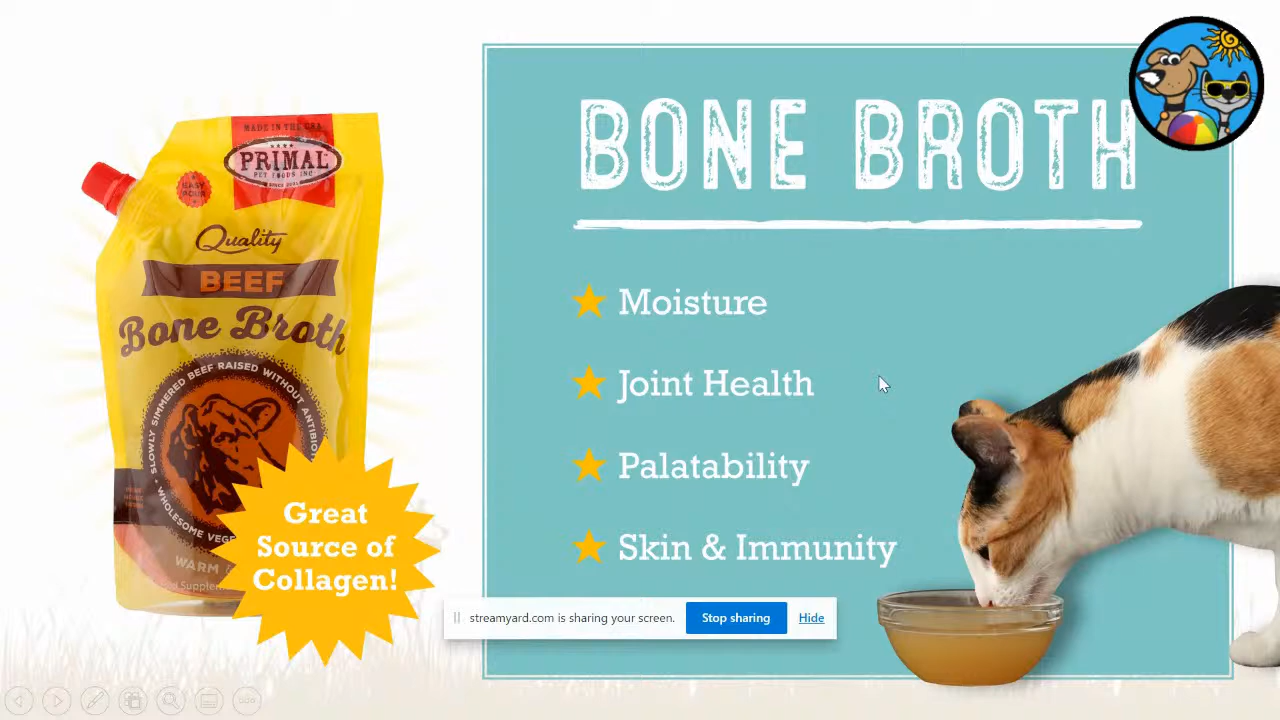 MADE IN THE USA
PRIMAL
PET FOODS INC
EASY
POUR
Quality
BEEF
Bone Broth
SLOWLY SIMMERED BEEF RAISED WITHOUT
WHOLESOME
WARM
Great
Source of
Collagen!
BONE BROTH
Moisture
Joint Health
Palatability
Skin & Immunity
streamyard.com is sharing your screen.
Stop sharing
Hide